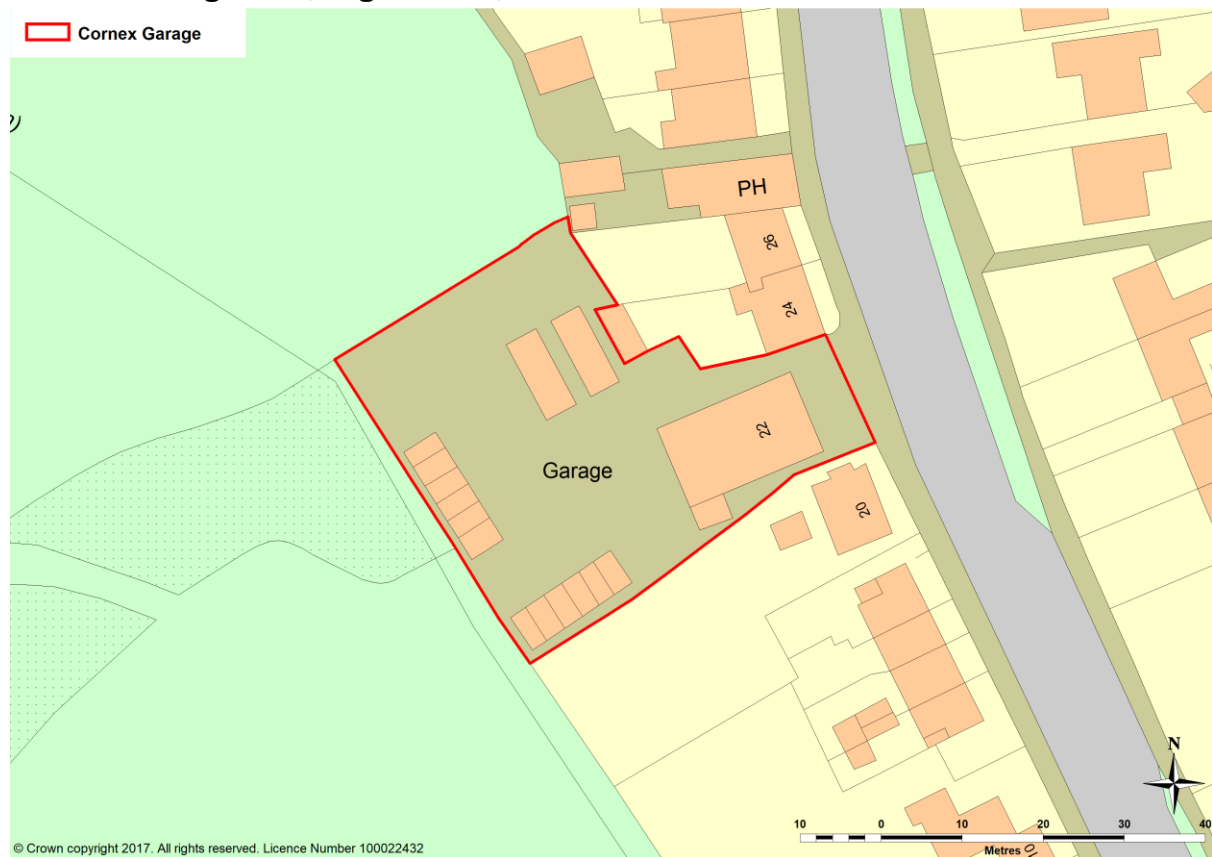 Cornex Garage
PH
26
24
22
Garage
20
N
10 0 10 20 30 40
Metres
10
© Crown copyright 2017. All rights reserved. Licence Number 100022432